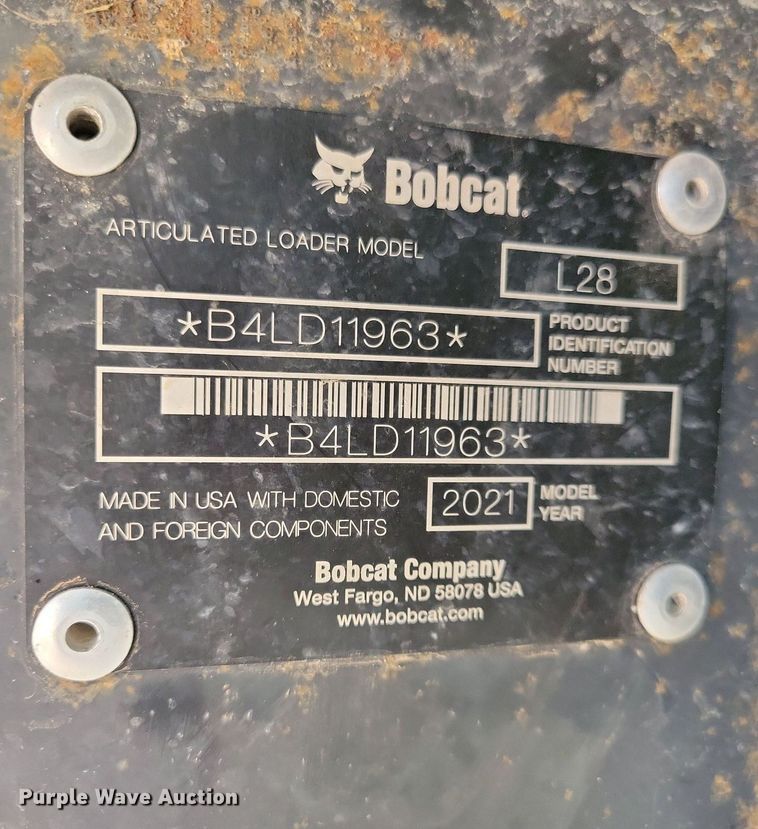 Bobcat
ARTICULATED LOADER MODEL
L28
*B4LD11963*
PRODUCT
IDENTIFICATION
NUMBER
*B4LD11963*
MADE IN USA WITH DOMESTIC
AND FOREIGN COMPONENTS
2021
MODEL
YEAR
Bobcat Company
West Fargo, ND 58078 USA
www.bobcat.com
Purple Wave Auction